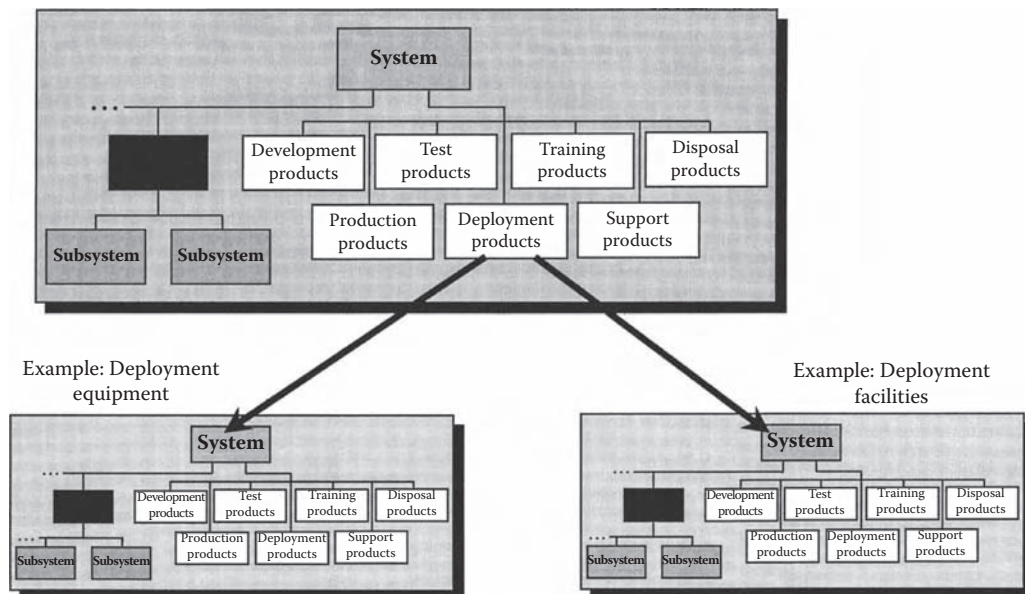 System
...
Development
products
Test
products
Training
products
Disposal
products
Production
products
Deployment
products
Support
products
Subsystem
Subsystem
Example: Deployment
equipment
Example: Deployment
facilities
System
...
Development
products
Test
products
Training
products
Disposal
products
Production
products
Deployment
products
Support
products
...
Subsystem
Subsystem
System
...
Development
products
Test
products
Training
products
Disposal
products
Production
products
Deployment
products
Support
products
...
Subsystem
Subsystem